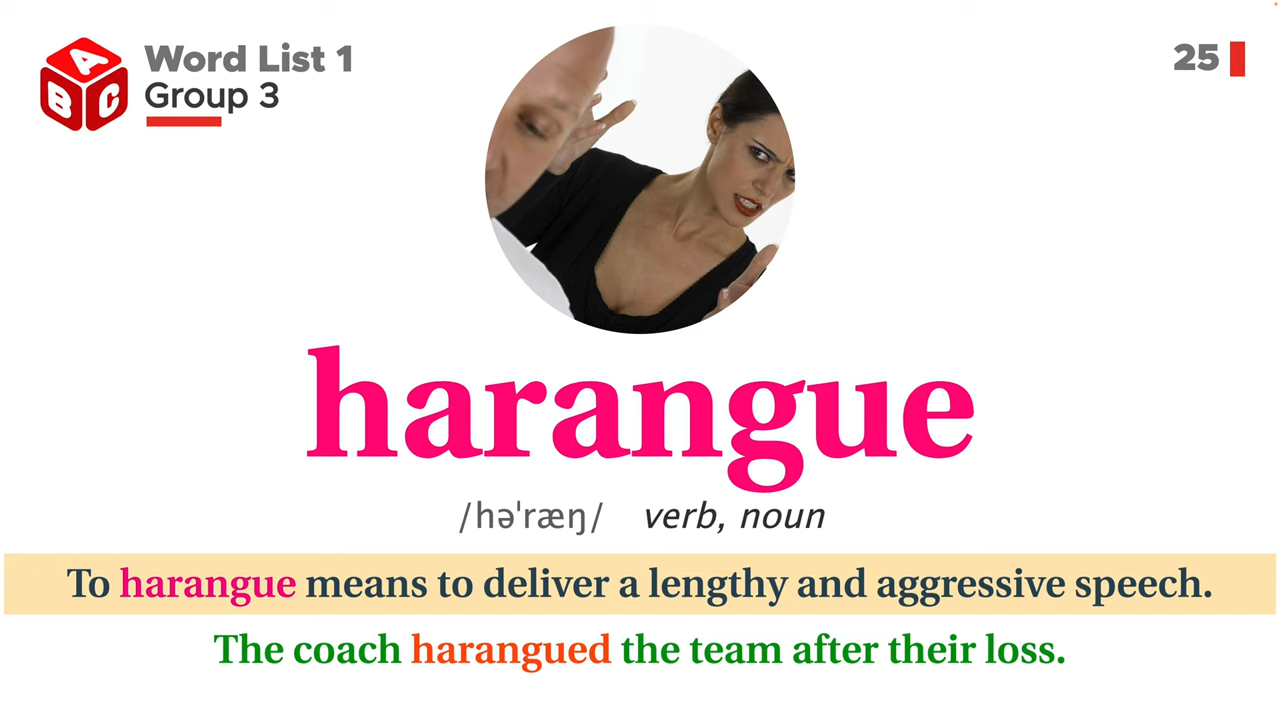 A
B C
Word List 1
Group 3
25
harangue
/həˈræŋ/ verb, noun
To harangue means to deliver a lengthy and aggressive speech.
The coach harangued the team after their loss.